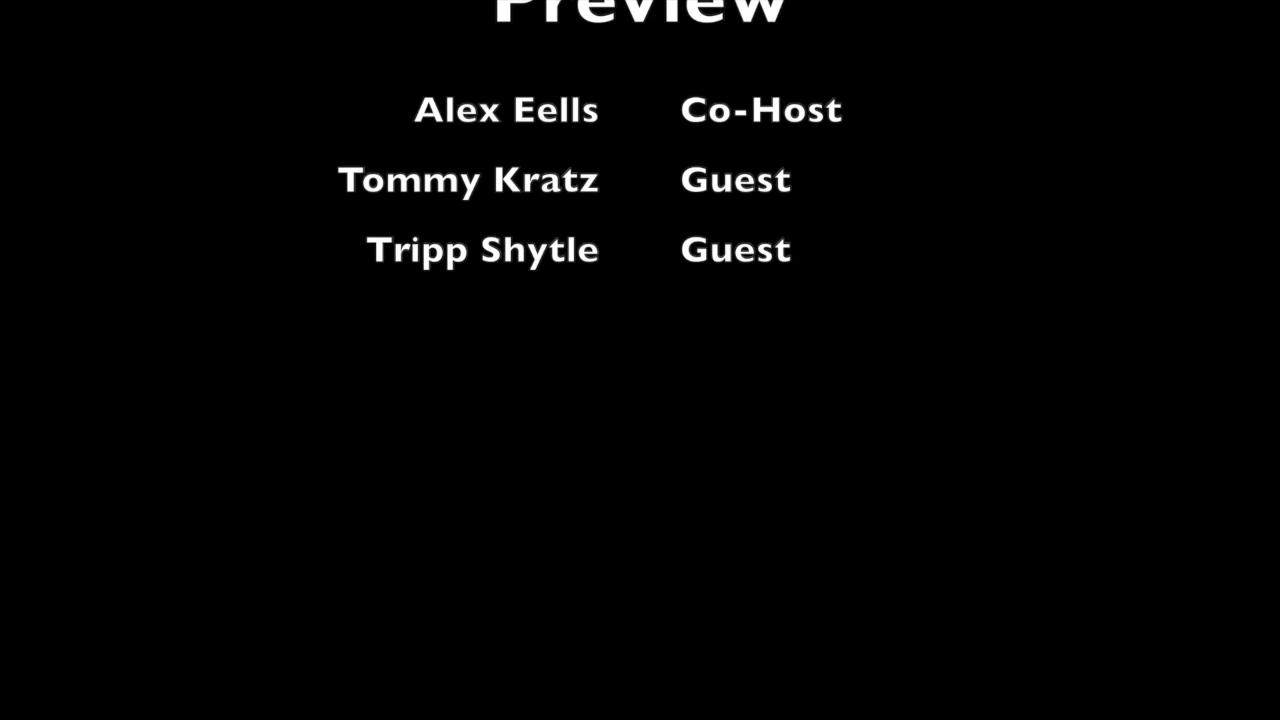 Preview
Alex Eells Co-Host
Tommy Kratz Guest
Tripp Shytle Guest